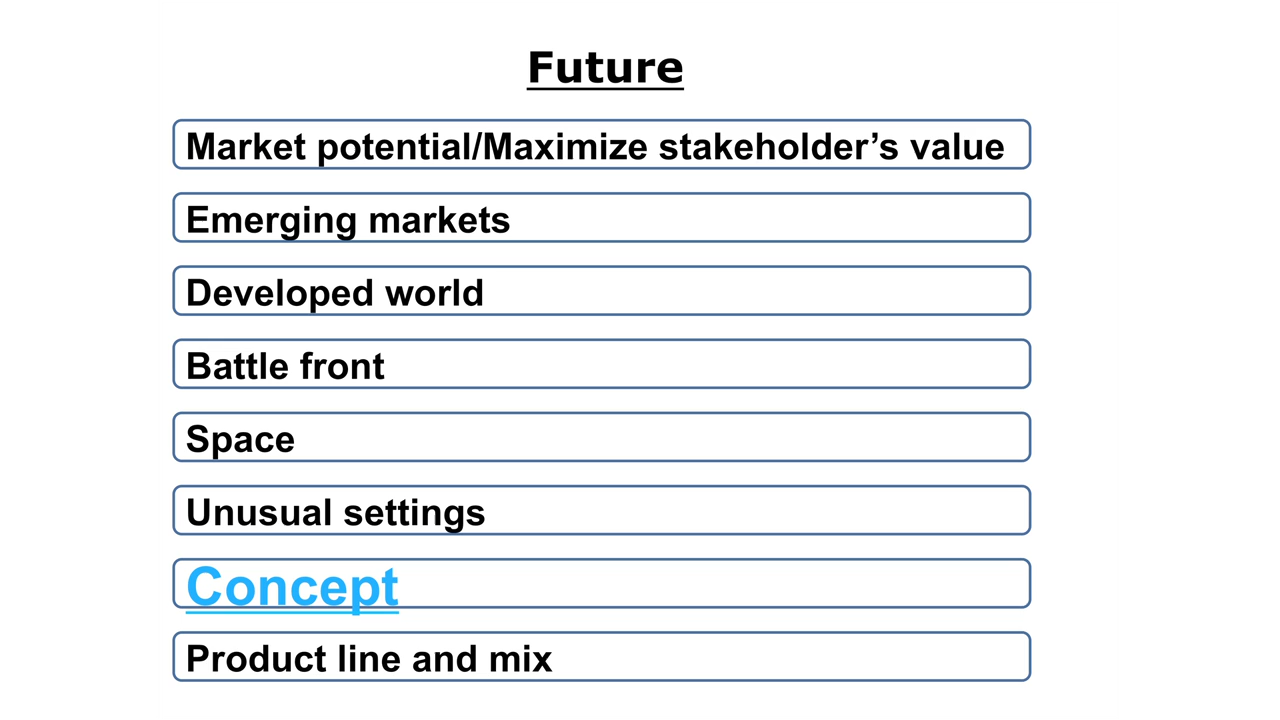 Future
Market potential/Maximize stakeholder’s value
Emerging markets
Developed world
Battle front
Space
Unusual settings
Concept
Product line and mix